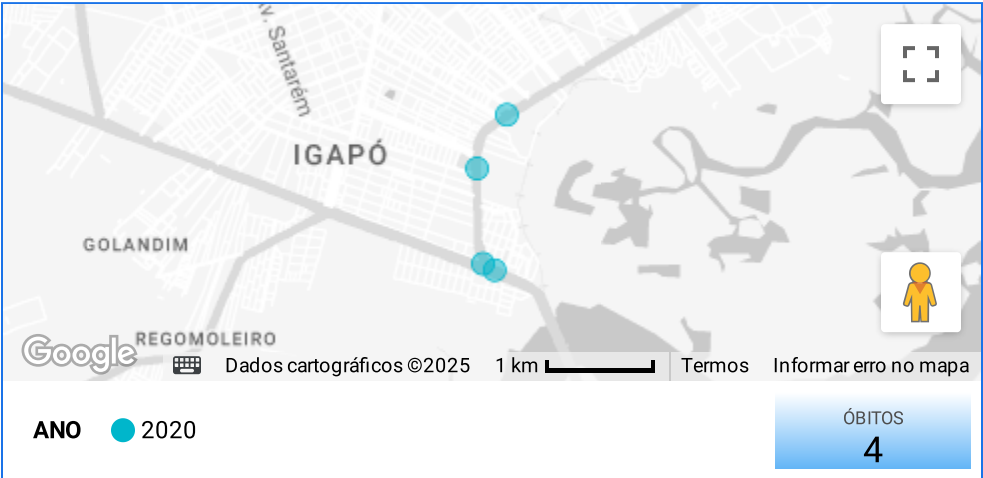 Av. Santarém
IGAPÓ
GOLANDIM
REGOMOLEIRO
Google
Dados cartográficos ©2025
1 km
Termos
Informar erro no mapa
ANO
2020
ÓBITOS
4